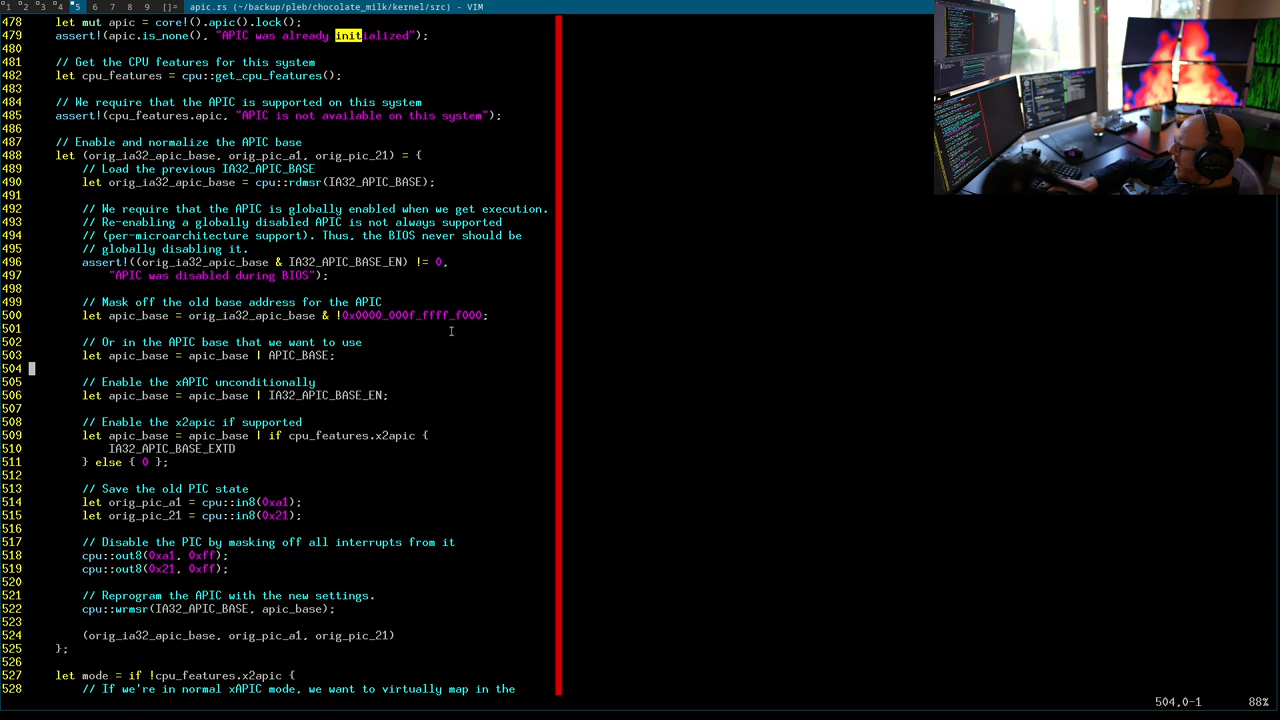 1 2 3 4 5 6 7 8 9 []= apic.rs (~/backup/pleb/chocolate_milk/kernel/src) - VIM
478 let mut apic = core!().apic().lock();
479 assert!(apic.is_none(), "APIC was already initialized");
480
481 // Get the CPU features for this system
482 let cpu_features = cpu::get_cpu_features();
483
484 // We require that the APIC is supported on this system
485 assert!(cpu_features.apic, "APIC is not available on this system");
486
487 // Enable and normalize the APIC base
488 let (orig_ia32_apic_base, orig_pic_a1, orig_pic_21) = {
489 // Load the previous IA32_APIC_BASE
490 let orig_ia32_apic_base = cpu::rdmsr(IA32_APIC_BASE);
491
492 // We require that the APIC is globally enabled when we get execution.
493 // Re-enabling a globally disabled APIC is not always supported
494 // (per-microarchitecture support). Thus, the BIOS never should be
495 // globally disabling it.
496 assert!((orig_ia32_apic_base & IA32_APIC_BASE_EN) != 0,
497 "APIC was disabled during BIOS");
498
499 // Mask off the old base address for the APIC
500 let apic_base = orig_ia32_apic_base & !0x0000_000f_ffff_f000;
501
502 // Or in the APIC base that we want to use
503 let apic_base = apic_base | APIC_BASE;
504
505 // Enable the xAPIC unconditionally
506 let apic_base = apic_base | IA32_APIC_BASE_EN;
507
508 // Enable the x2apic if supported
509 let apic_base = apic_base | if cpu_features.x2apic {
510 IA32_APIC_BASE_EXTD
511 } else { 0 };
512
513 // Save the old PIC state
514 let orig_pic_a1 = cpu::in8(0xa1);
515 let orig_pic_21 = cpu::in8(0x21);
516
517 // Disable the PIC by masking off all interrupts from it
518 cpu::out8(0xa1, 0xff);
519 cpu::out8(0x21, 0xff);
520
521 // Reprogram the APIC with the new settings.
522 cpu::wrmsr(IA32_APIC_BASE, apic_base);
523
524 (orig_ia32_apic_base, orig_pic_a1, orig_pic_21)
525 };
526
527 let mode = if !cpu_features.x2apic {
528 // If we're in normal xAPIC mode, we want to virtually map in the
504,0-1 88%